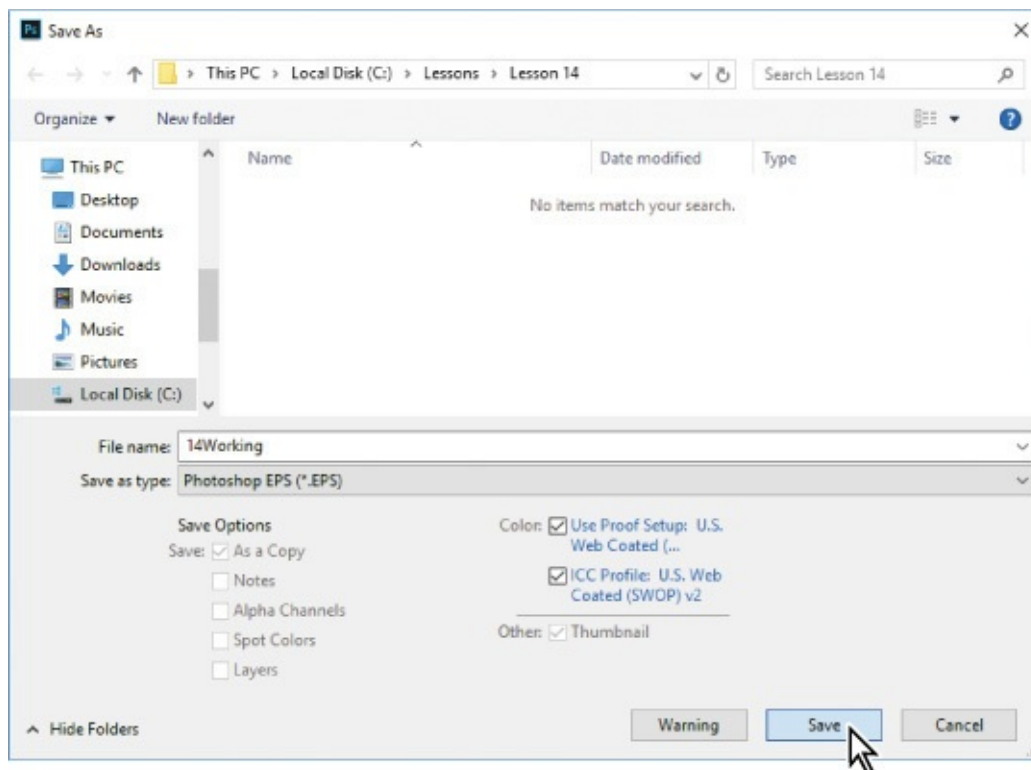 Ps Save As
This PC > Local Disk (C:) > Lessons > Lesson 14
Search Lesson 14
Organize
New folder
?
Name
Date modified
Type
Size
This PC
Desktop
Documents
Downloads
Movies
Music
Pictures
Local Disk (C:)
No items match your search.
File name: 14Working
Save as type: Photoshop EPS (*.EPS)
Save Options
Save: As a Copy
Notes
Alpha Channels
Spot Colors
Layers
Color: Use Proof Setup: U.S.
Web Coated (...
ICC Profile: U.S. Web
Coated (SWOP) v2
Other: Thumbnail
Hide Folders
Warning
Save
Cancel